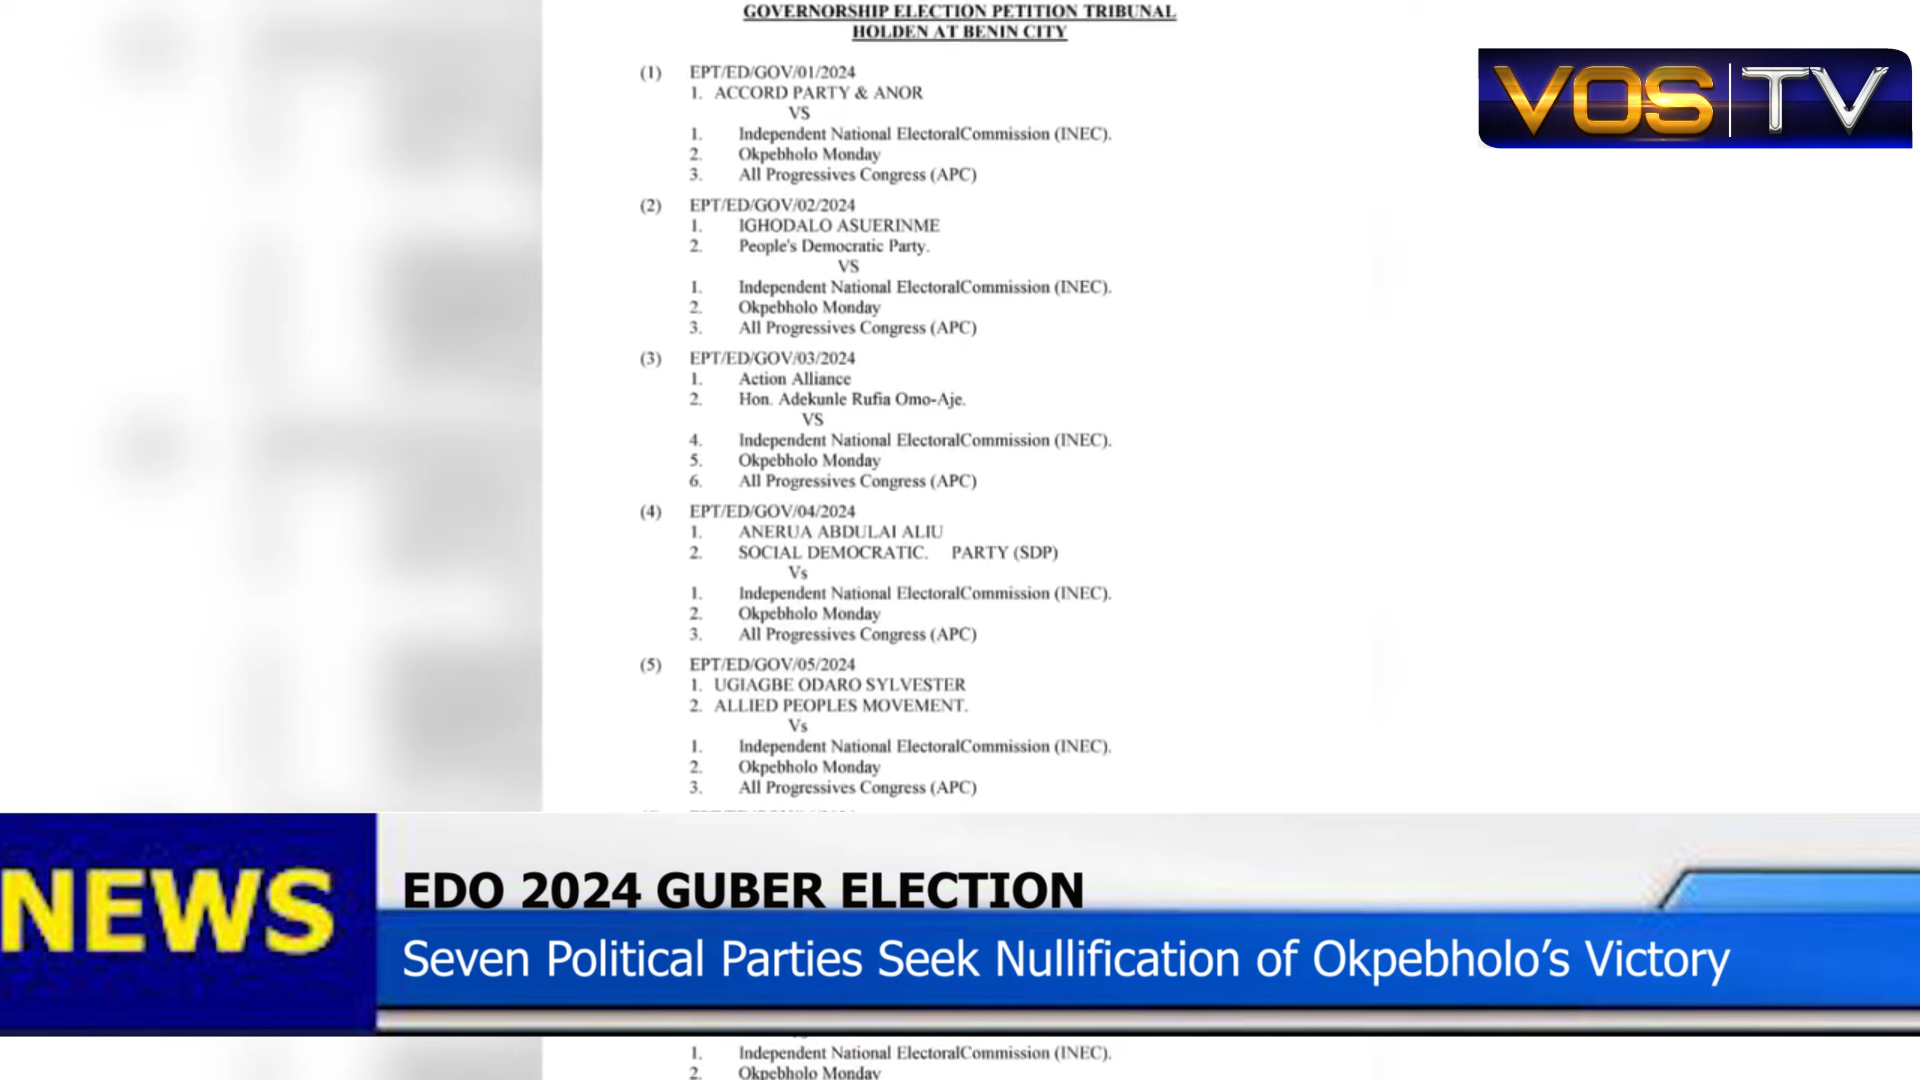 GOVERNORSHIP ELECTION PETITION TRIBUNAL
HOLDEN AT BENIN CITY
VOS TV
(1) EPT/ED/GOV/01/2024
1. ACCORD PARTY & ANOR
VS
1. Independent National ElectoralCommission (INEC).
2. Okpebholo Monday
3. All Progressives Congress (APC)
(2) EPT/ED/GOV/02/2024
1. IGHODALO ASUERINME
2. People's Democratic Party.
VS
1. Independent National ElectoralCommission (INEC).
2. Okpebholo Monday
3. All Progressives Congress (APC)
(3) EPT/ED/GOV/03/2024
1. Action Alliance
2. Hon. Adekunle Rufia Omo-Aje.
VS
4. Independent National ElectoralCommission (INEC).
5. Okpebholo Monday
6. All Progressives Congress (APC)
(4) EPT/ED/GOV/04/2024
1. ANERUA ABDULAI ALIU
2. SOCIAL DEMOCRATIC. PARTY (SDP)
Vs
1. Independent National ElectoralCommission (INEC).
2. Okpebholo Monday
3. All Progressives Congress (APC)
(5) EPT/ED/GOV/05/2024
1. UGIAGBE ODARO SYLVESTER
2. ALLIED PEOPLES MOVEMENT.
Vs
1. Independent National ElectoralCommission (INEC).
2. Okpebholo Monday
3. All Progressives Congress (APC)
NEWS
EDO 2024 GUBER ELECTION
Seven Political Parties Seek Nullification of Okpebholo’s Victory
1. Independent National ElectoralCommission (INEC).
2. Okpebholo Monday